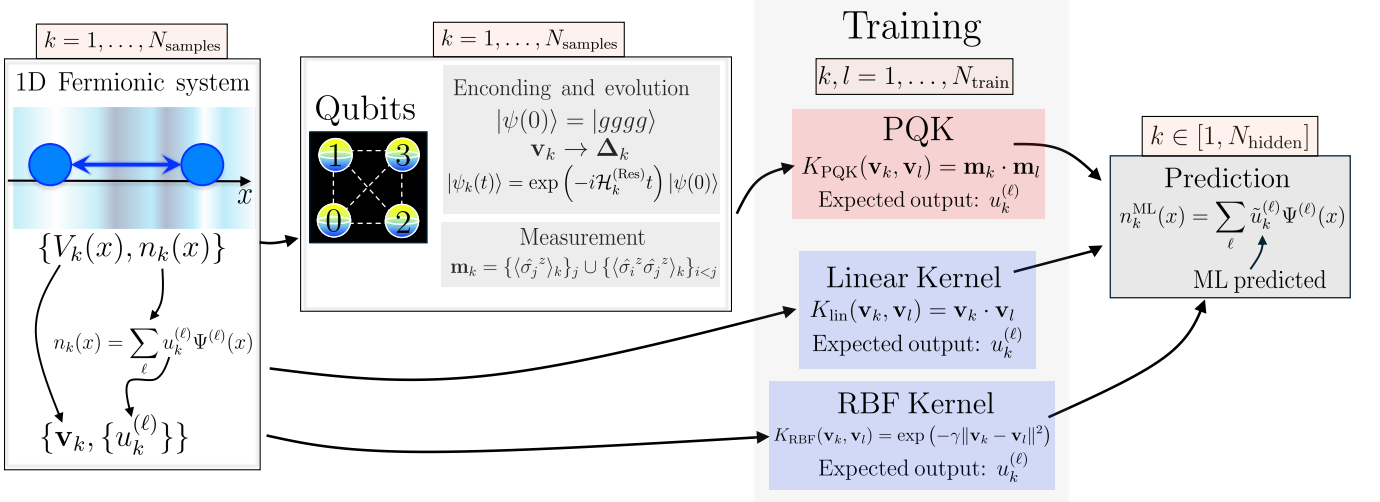 k = 1, . . . , N_samples
1D Fermionic system
x
{V_k(x), n_k(x)}
n_k(x) = ∑_ℓ u_k^(ℓ) Ψ^(ℓ)(x)
{𝐯_k, {u_k^(ℓ)}}
k = 1, . . . , N_samples
Qubits
1 3
0 2
Enconding and evolution
|ψ(0)⟩ = |gggg⟩
𝐯_k → 𝚫_k
|ψ_k(t)⟩ = exp(−iℋ_k^(Res) t) |ψ(0)⟩
Measurement
𝐦_k = {⟨σ̂_j^z⟩_k}_j ∪ {⟨σ̂_i^z σ̂_j^z⟩_k}_{i<j}
Training
k, l = 1, . . . , N_train
PQK
K_PQK(𝐯_k, 𝐯_l) = 𝐦_k · 𝐦_l
Expected output: u_k^(ℓ)
Linear Kernel
K_lin(𝐯_k, 𝐯_l) = 𝐯_k · 𝐯_l
Expected output: u_k^(ℓ)
RBF Kernel
K_RBF(𝐯_k, 𝐯_l) = exp(−γ‖𝐯_k − 𝐯_l‖²)
Expected output: u_k^(ℓ)
k ∈ [1, N_hidden]
Prediction
n_k^ML(x) = ∑_ℓ ũ_k^(ℓ) Ψ^(ℓ)(x)
ML predicted